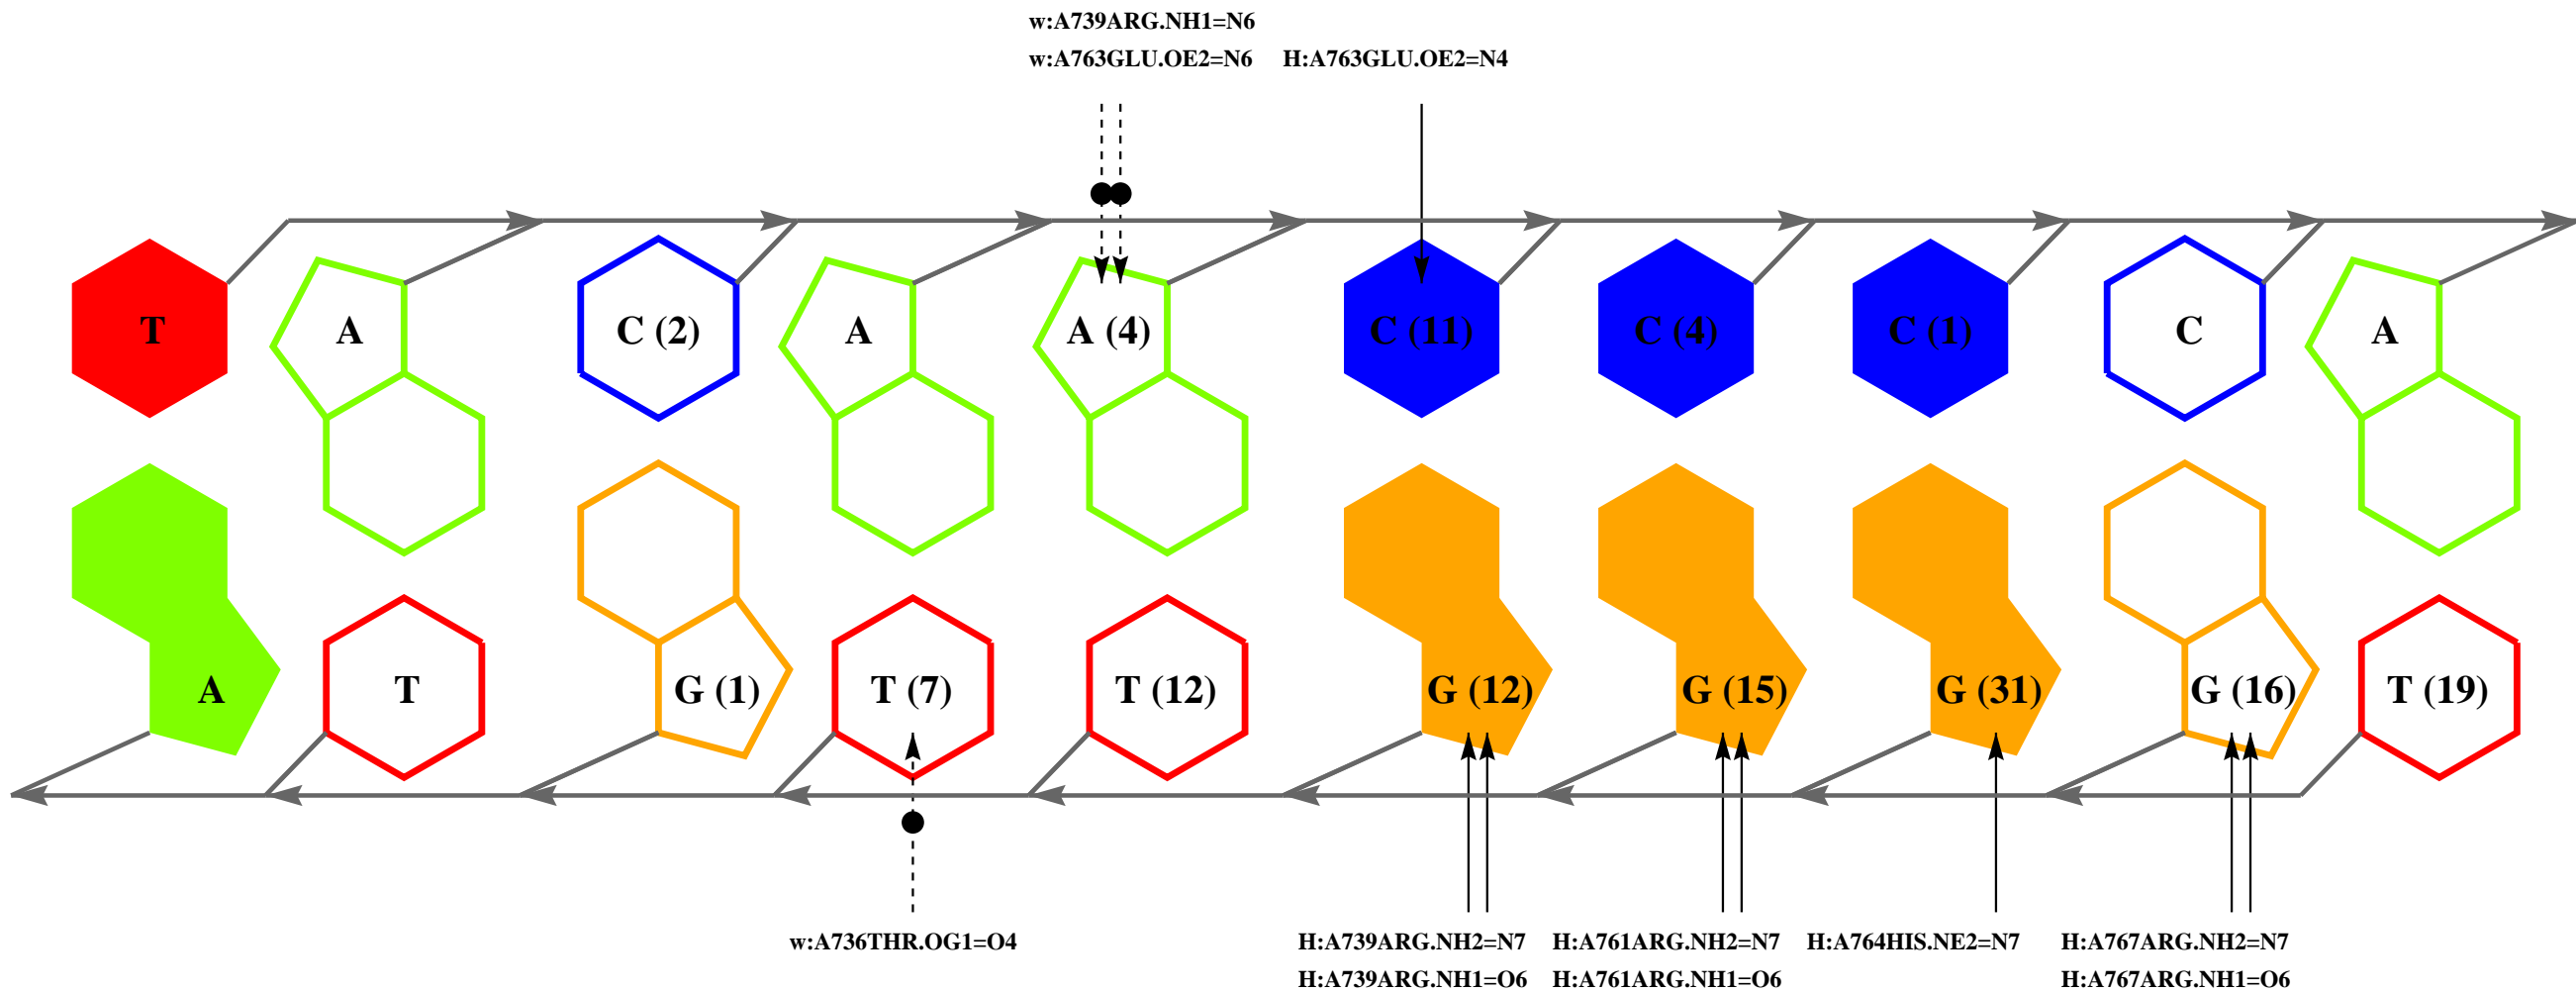 w:A739ARG.NH1=N6
w:A763GLU.OE2=N6 H:A763GLU.OE2=N4
T A C (2) A A (4) C (11) C (4) C (1) C A
A T G (1) T (7) T (12) G (12) G (15) G (31) G (16) T (19)
w:A736THR.OG1=O4 H:A739ARG.NH2=N7 H:A761ARG.NH2=N7 H:A764HIS.NE2=N7 H:A767ARG.NH2=N7
H:A739ARG.NH1=O6 H:A761ARG.NH1=O6 H:A767ARG.NH1=O6